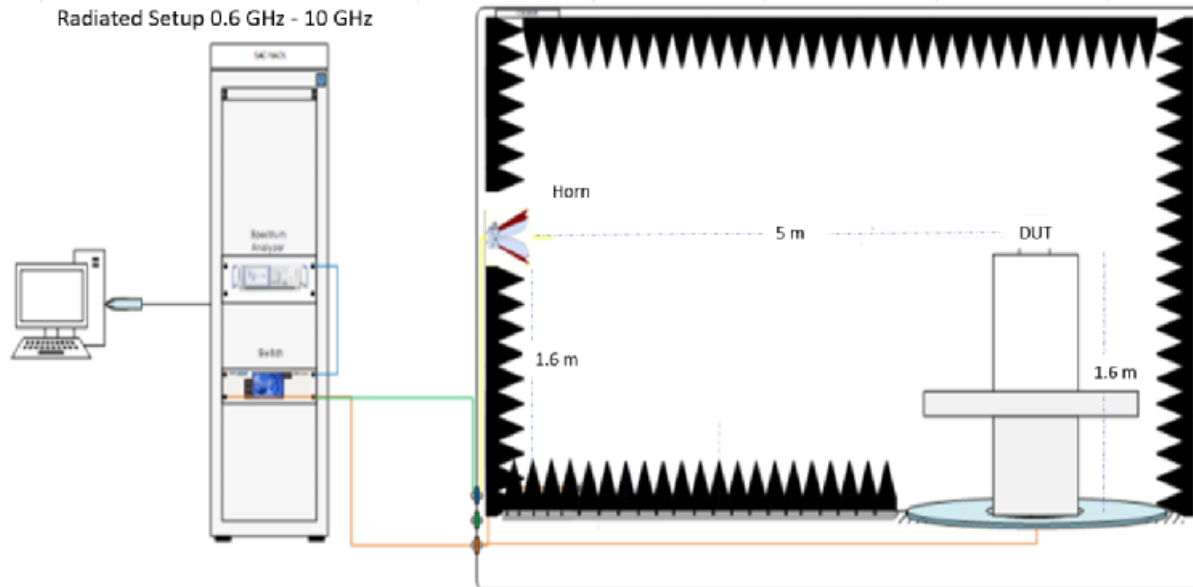 Radiated Setup 0.6 GHz - 10 GHz
Horn
5 m
DUT
Spectrum
Analyzer
Switch
1.6 m
1.6 m